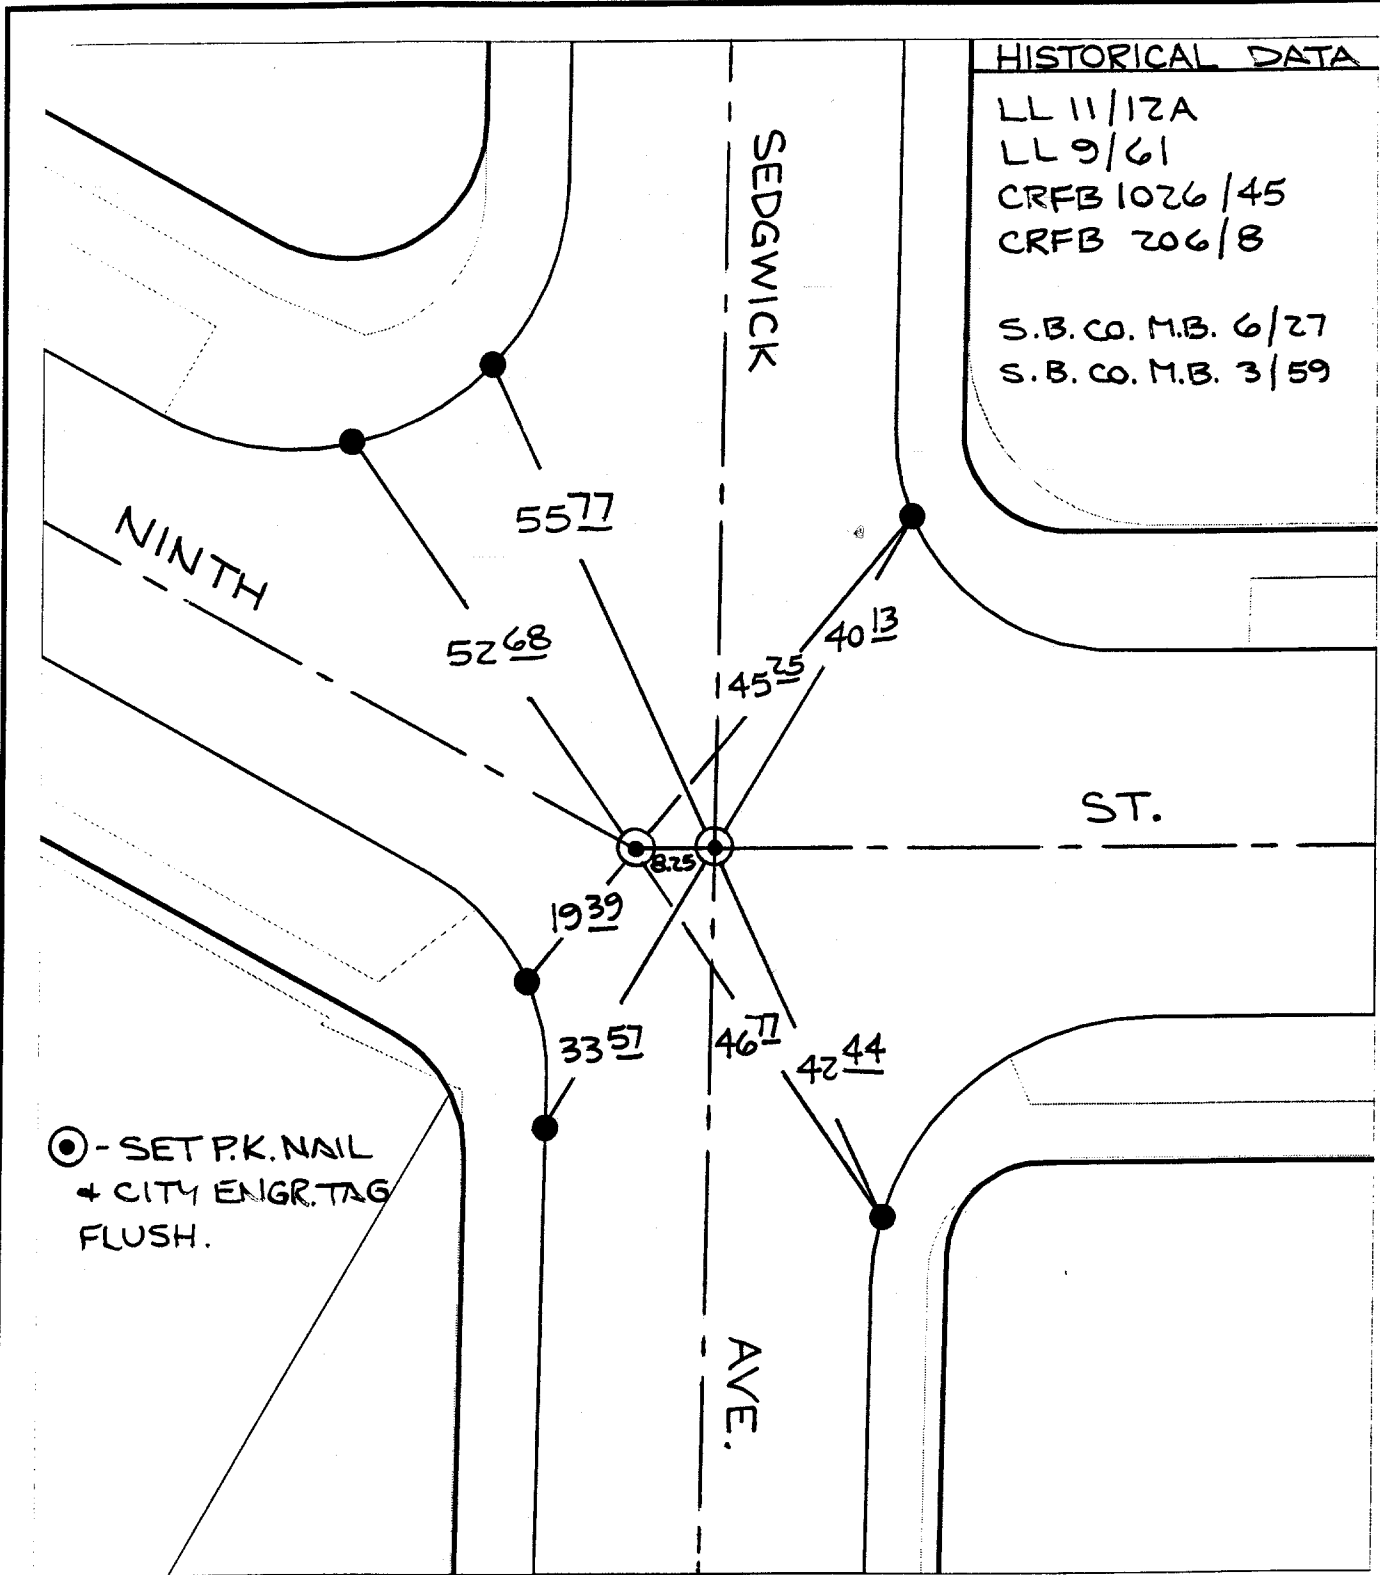 HISTORICAL DATA
LL 11/12A
LL 9/61
CRFB 1026/45
CRFB 206/8
S.B. CO. M.B. 6/27
S.B. CO. M.B. 3/59
SEDGWICK
NINTH
55 77
52 68
40 13
45 25
ST.
8.25
19 39
33 57
46 77
42 44
- SET P.K. NAIL
& CITY ENGR. TAG
FLUSH.
AVE.